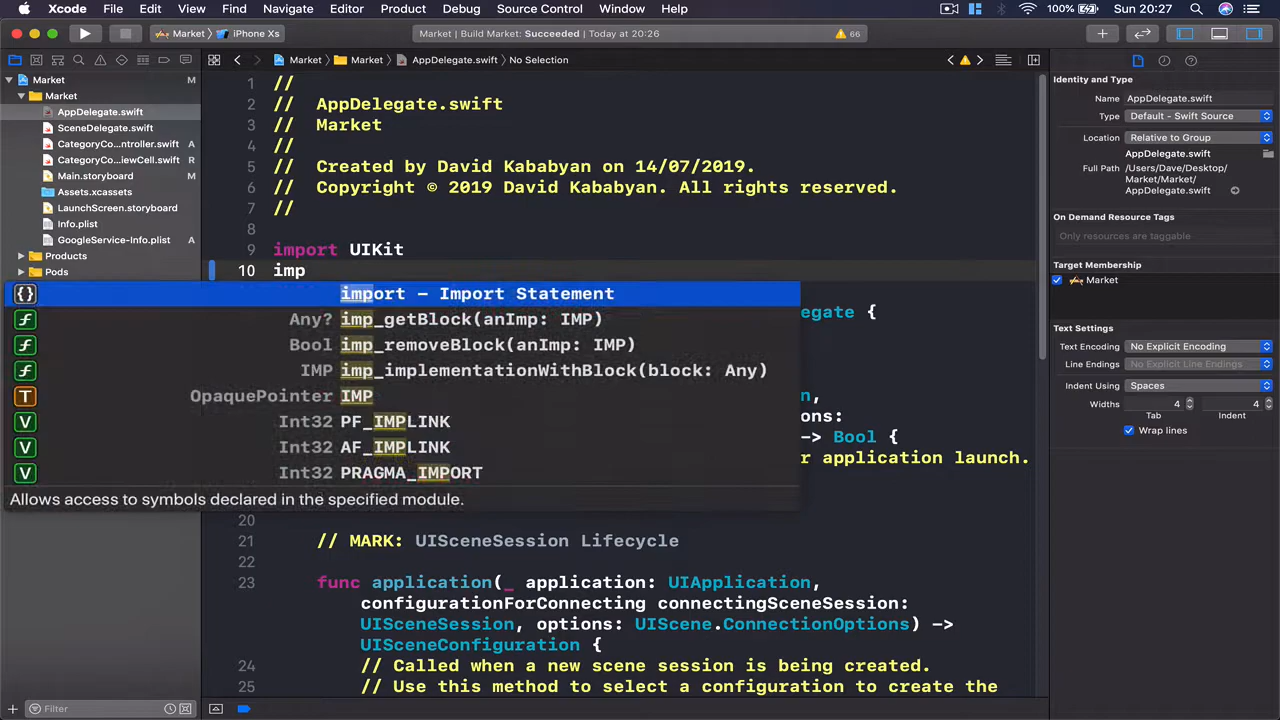 Xcode File Edit View Find Navigate Editor Product Debug Source Control Window Help 100% Sun 20:27
Market iPhone Xs Market | Build Market: Succeeded | Today at 20:26 66
Market
Market
AppDelegate.swift
SceneDelegate.swift
CategoryCo...ntroller.swift A
CategoryCo...iewCell.swift R
Main.storyboard M
Assets.xcassets
LaunchScreen.storyboard
Info.plist
GoogleService-Info.plist A
Products
Pods
Market Market AppDelegate.swift No Selection
1 //
2 // AppDelegate.swift
3 // Market
4 //
5 // Created by David Kababyan on 14/07/2019.
6 // Copyright © 2019 David Kababyan. All rights reserved.
7 //
8
9 import UIKit
10 imp
{} import – Import Statement
f Any? imp_getBlock(anImp: IMP)
f Bool imp_removeBlock(anImp: IMP)
f IMP imp_implementationWithBlock(block: Any)
T OpaquePointer IMP
V Int32 PF_IMPLINK
V Int32 AF_IMPLINK
V Int32 PRAGMA_IMPORT
Allows access to symbols declared in the specified module.
egate {
n,
ons:
-> Bool {
r application launch.
20
21 // MARK: UISceneSession Lifecycle
22
23 func application(_ application: UIApplication,
configurationForConnecting connectingSceneSession:
UISceneSession, options: UIScene.ConnectionOptions) ->
UISceneConfiguration {
24 // Called when a new scene session is being created.
25 // Use this method to select a configuration to create the
Filter
Identity and Type
Name AppDelegate.swift
Type Default - Swift Source
Location Relative to Group
AppDelegate.swift
Full Path /Users/Dave/Desktop/
Market/Market/
AppDelegate.swift
On Demand Resource Tags
Only resources are taggable
Target Membership
Market
Text Settings
Text Encoding No Explicit Encoding
Line Endings No Explicit Line Endings
Indent Using Spaces
Widths 4 4
Tab Indent
Wrap lines